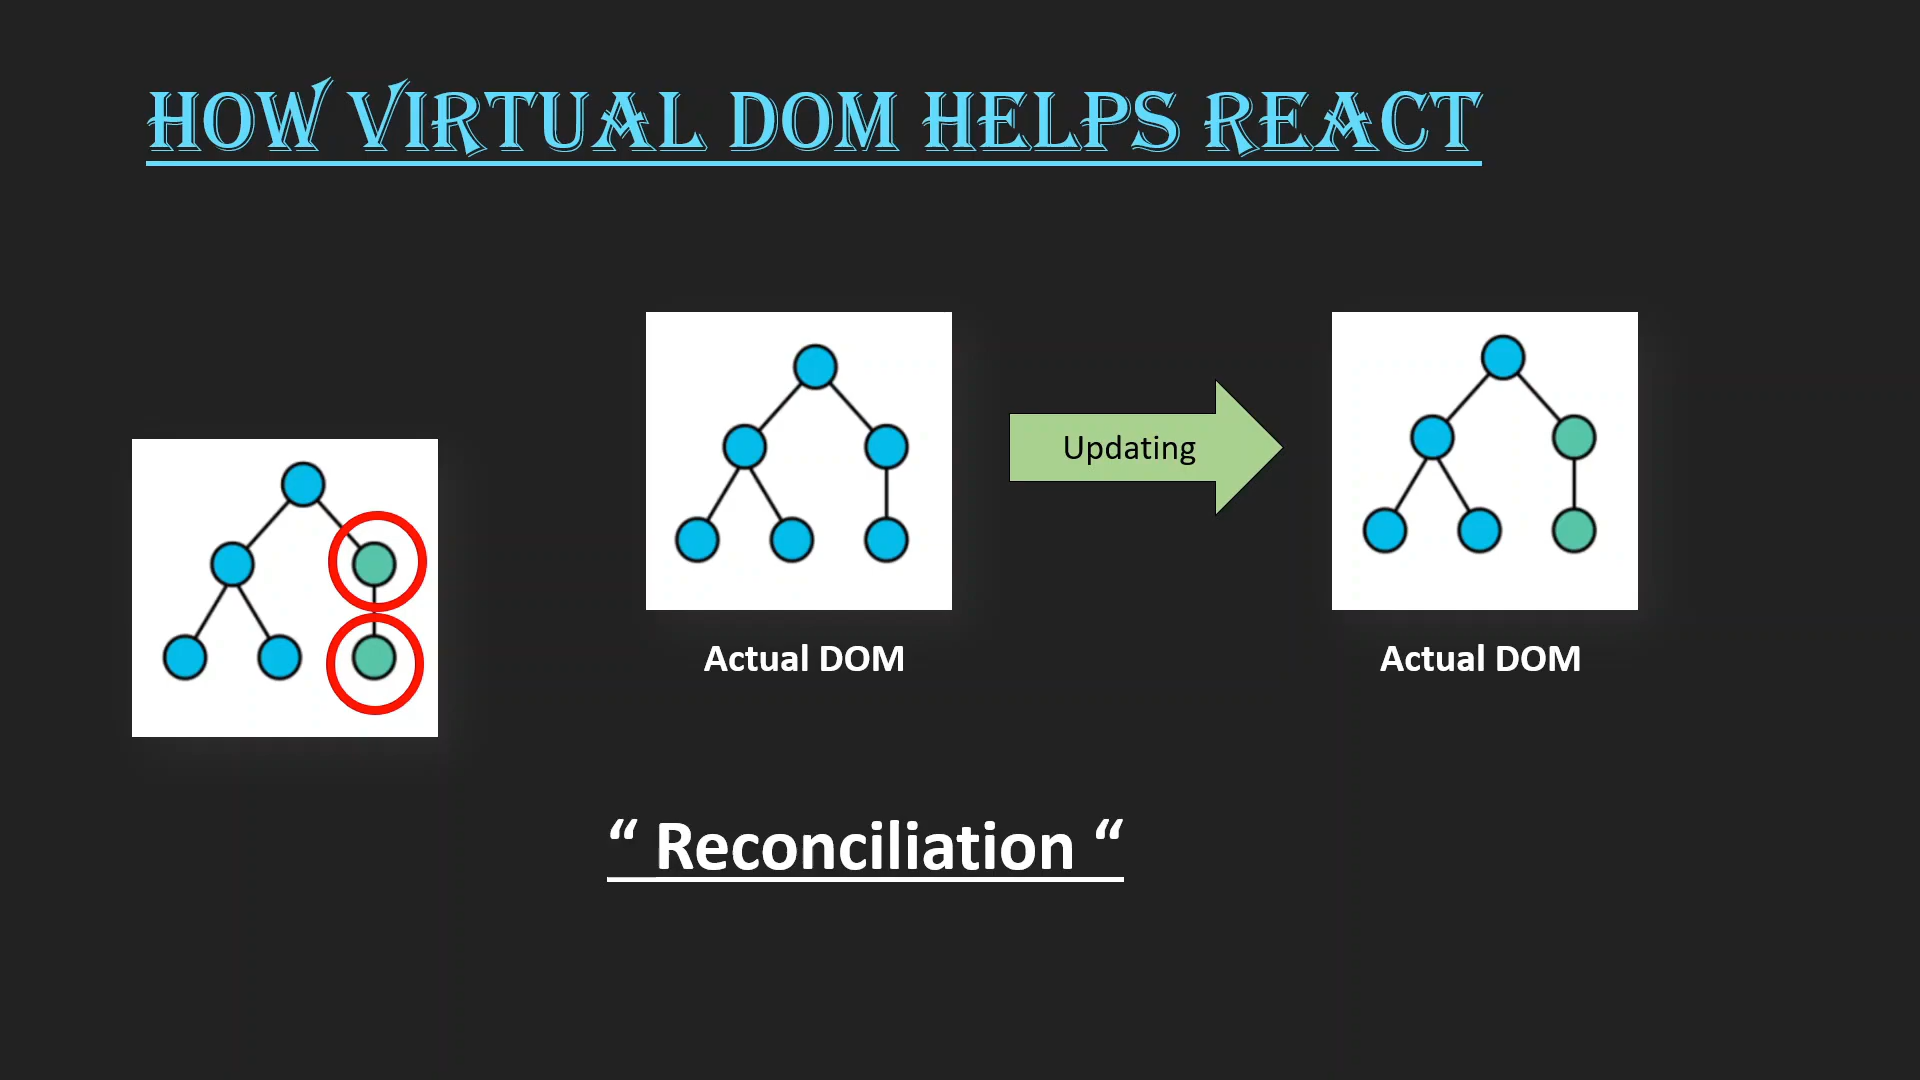 HOW VIRTUAL DOM HELPS REACT
Updating
Actual DOM
Actual DOM
“ Reconciliation “